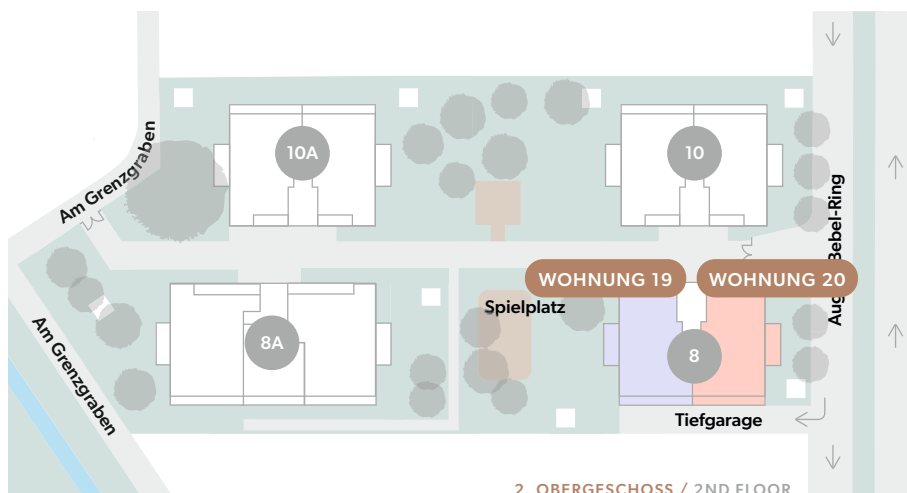 10A
10
Am Grenzgraben
WOHNUNG 19
WOHNUNG 20
Spielplatz
8A
8
Am Grenzgraben
Tiefgarage
2. OBERGESCHOSS / 2ND FLOOR